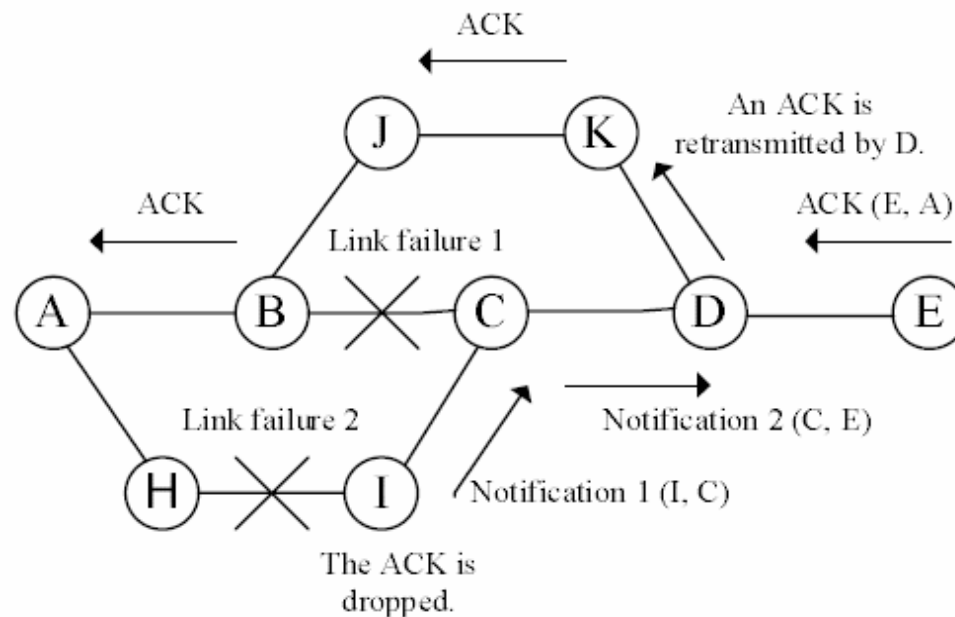 ACK
An ACK is
retransmitted by D.
J
K
ACK
Link failure 1
ACK (E, A)
A
B
C
D
E
Link failure 2
Notification 2 (C, E)
H
I
Notification 1 (I, C)
The ACK is
dropped.